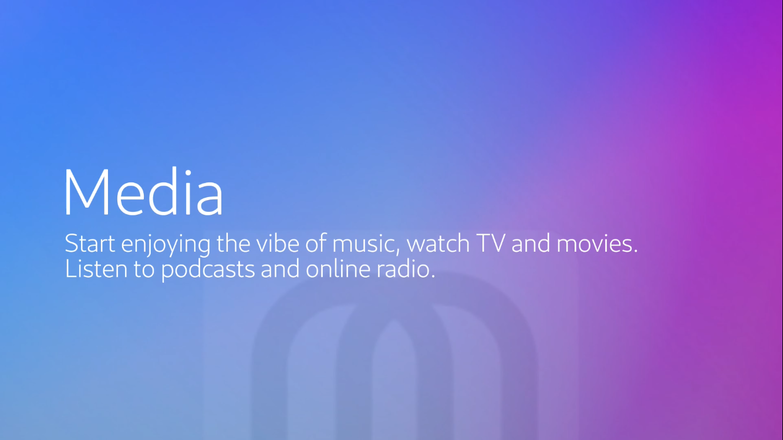 Media
Start enjoying the vibe of music, watch TV and movies.
Listen to podcasts and online radio.